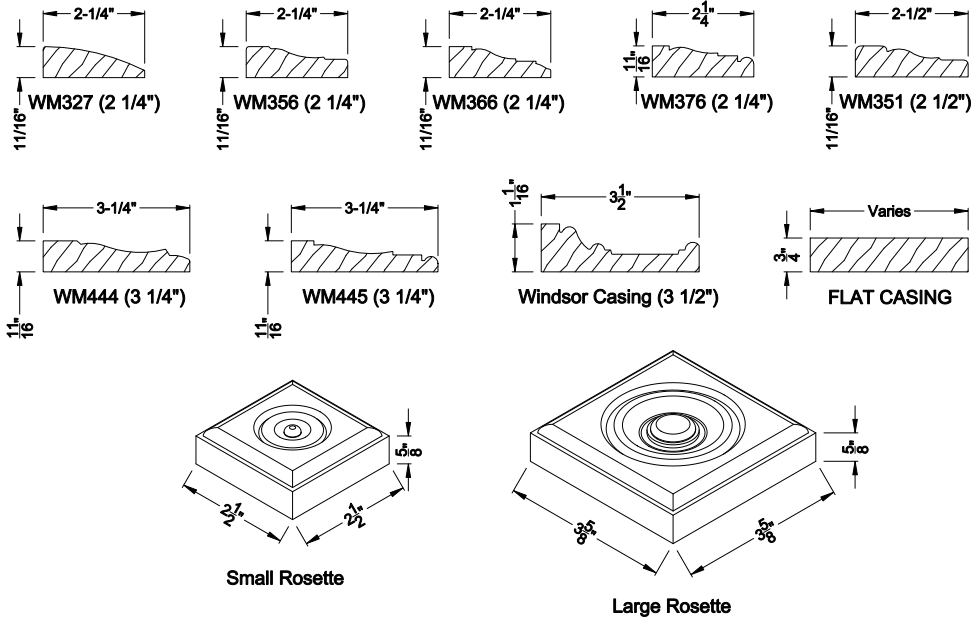 2-1/4"
2-1/4"
2-1/4"
2 1/4"
2-1/2"
11/16"
11/16"
11/16"
11/16"
11/16"
WM327 (2 1/4")
WM356 (2 1/4")
WM366 (2 1/4")
WM376 (2 1/4")
WM351 (2 1/2")
3-1/4"
3-1/4"
3 1/2"
Varies
11/16"
11/16"
1 1/16"
3/4"
WM444 (3 1/4")
WM445 (3 1/4")
Windsor Casing (3 1/2")
FLAT CASING
5/8"
2 1/2"
2 1/2"
Small Rosette
5/8"
3 5/8"
3 5/8"
Large Rosette